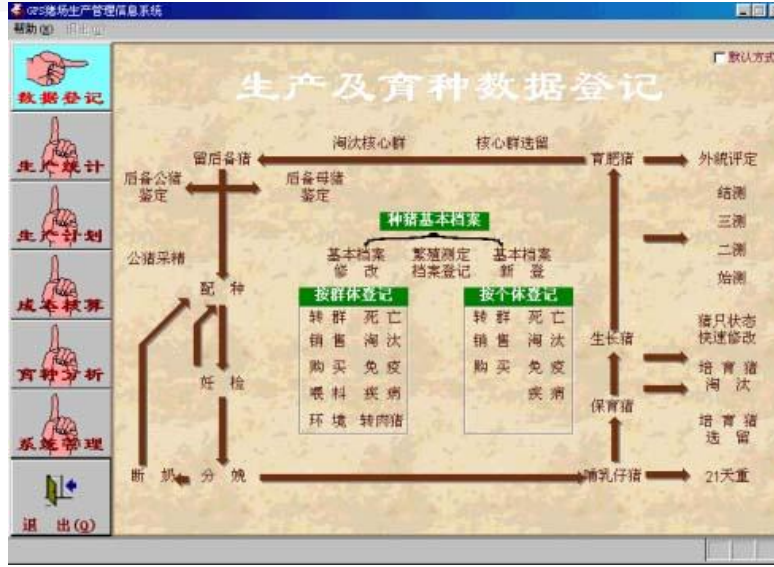 GPS猪场生产管理信息系统
帮助(X) 退出(Q)
默认方式
生产及育种数据登记
数据登记
生产统计
生产计划
成本核算
育种分析
系统管理
退 出(Q)
淘汰核心群 核心群选留
留后备猪 育肥猪 外貌评定
后备公猪
鉴定
后备母猪
鉴定
结测
三测
二测
始测
种猪基本档案
公猪采精
基本档案
修 改
繁殖测定
档案登记
基本档案
新 登
配 种
按群体登记
转 群 死 亡
销 售 淘 汰
购 买 免 疫
喂 料 疾 病
环 境 转肉猪
按个体登记
转 群 死 亡
销 售 淘 汰
购 买 免 疫
疾 病
生长猪
猪只状态
快速修改
培 育 猪
淘 汰
妊 检
保育猪
培 育 猪
选 留
断 奶 分 娩 哺乳仔猪 21天重